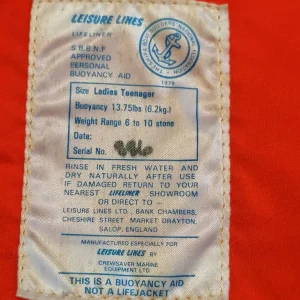 LEISURE LINES
LIFELINER
S.B.B.N.F
APPROVED
PERSONAL
BUOYANCY AID
1979
Size Ladies Teenager
Buoyancy 13.75lbs (6.2kg.)
Weight Range 6 to 10 stone
Date:
Serial No.
RINSE IN FRESH WATER AND
DRY NATURALLY AFTER USE
IF DAMAGED RETURN TO YOUR
NEAREST LIFELINER SHOWROOM
OR DIRECT TO –
LEISURE LINES LTD., BANK CHAMBERS,
CHESHIRE STREET. MARKET DRAYTON.
SALOP, ENGLAND
MANUFACTURED ESPECIALLY FOR
LEISURE LINES BY
CREWSAVER MARINE
EQUIPMENT LTD
THIS IS A BUOYANCY AID
NOT A LIFEJACKET